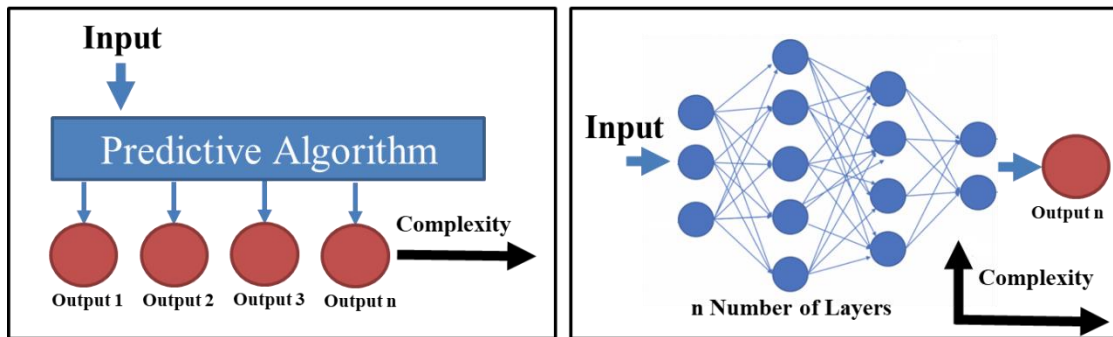 Input
Predictive Algorithm
Complexity
Output 1
Output 2
Output 3
Output n
Input
Output n
Complexity
n Number of Layers